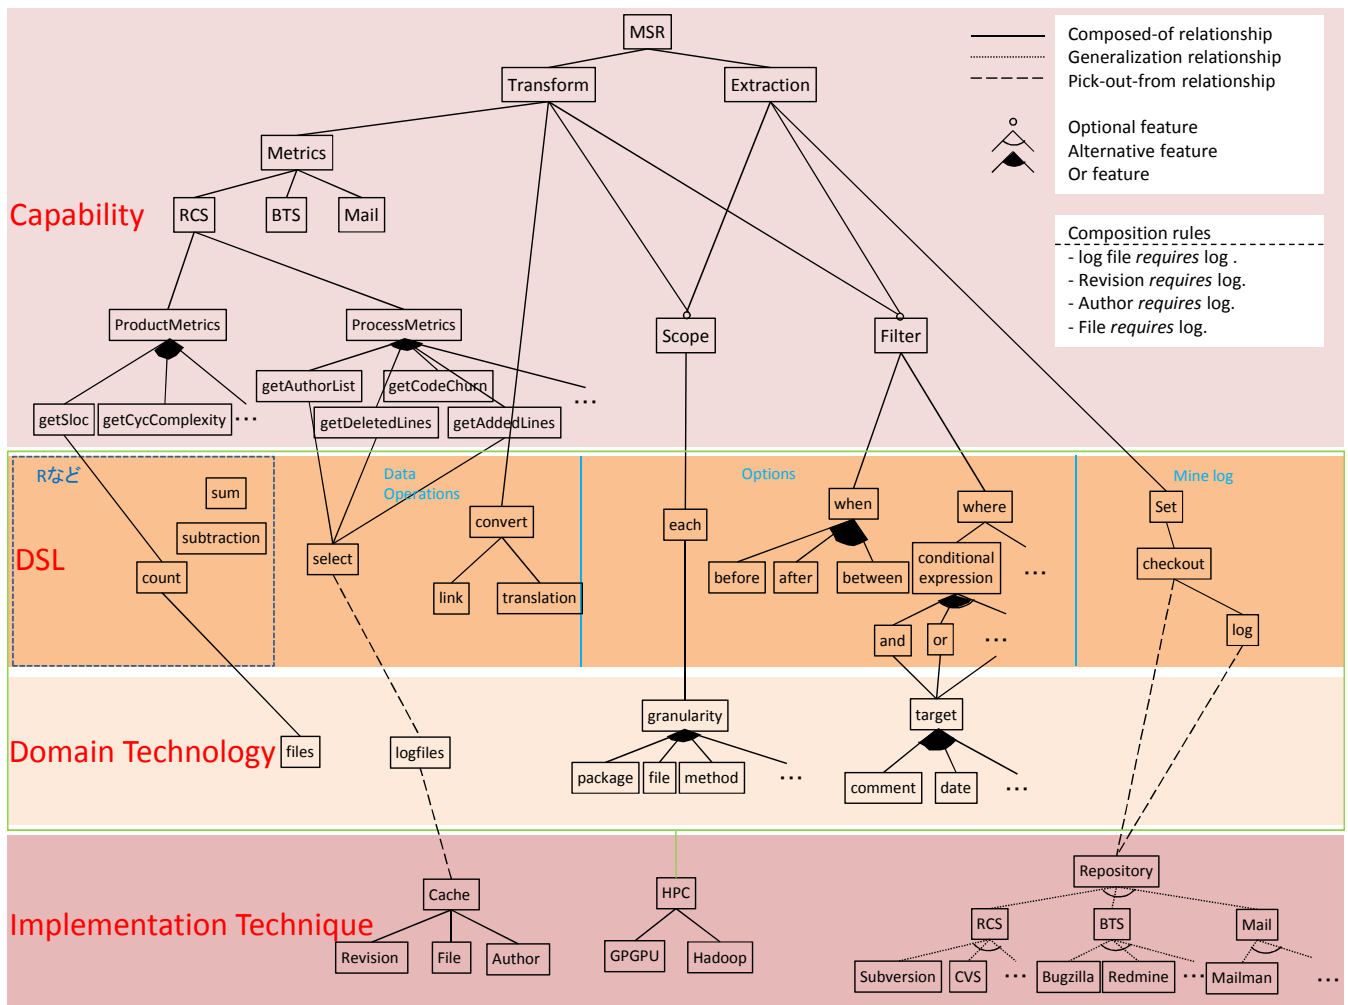 MSR
Transform
Extraction
Composed-of relationship
Generalization relationship
Pick-out-from relationship
Optional feature
Alternative feature
Or feature
Metrics
Capability
RCS
BTS
Mail
Composition rules
- log file requires log .
- Revision requires log.
- Author requires log.
- File requires log.
ProductMetrics
ProcessMetrics
Scope
Filter
getAuthorList
getCodeChurn
...
getSloc
getCycComplexity
...
getDeletedLines
getAddedLines
Rなど
Data
Operations
Options
Mine log
sum
subtraction
count
DSL
select
convert
link
translation
each
when
where
before
after
between
conditional
expression
...
and
or
...
Set
checkout
log
Domain Technology
files
logfiles
granularity
package
file
method
...
target
comment
date
...
Implementation Technique
Cache
Revision
File
Author
HPC
GPGPU
Hadoop
Repository
RCS
BTS
Mail
Subversion
CVS
...
Bugzilla
Redmine
...
Mailman
...